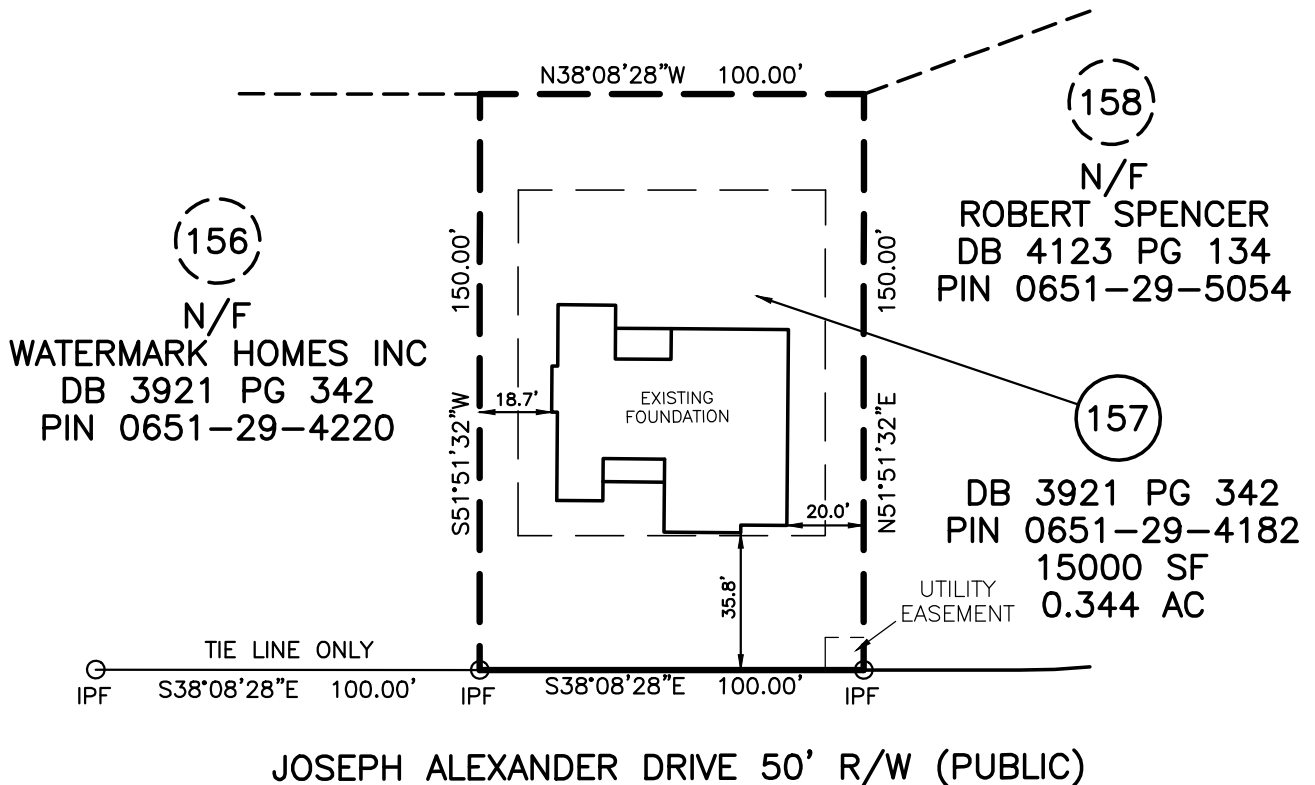 N38°08'28"W 100.00'
158
N/F
ROBERT SPENCER
DB 4123 PG 134
PIN 0651-29-5054
156
N/F
WATERMARK HOMES INC
DB 3921 PG 342
PIN 0651-29-4220
150.00'
S51°51'32"W
150.00'
N51°51'32"E
18.7'
EXISTING
FOUNDATION
20.0'
35.8'
157
DB 3921 PG 342
PIN 0651-29-4182
15000 SF
0.344 AC
UTILITY
EASEMENT
TIE LINE ONLY
S38°08'28"E 100.00'
S38°08'28"E 100.00'
IPF
IPF
IPF
JOSEPH ALEXANDER DRIVE 50' R/W (PUBLIC)